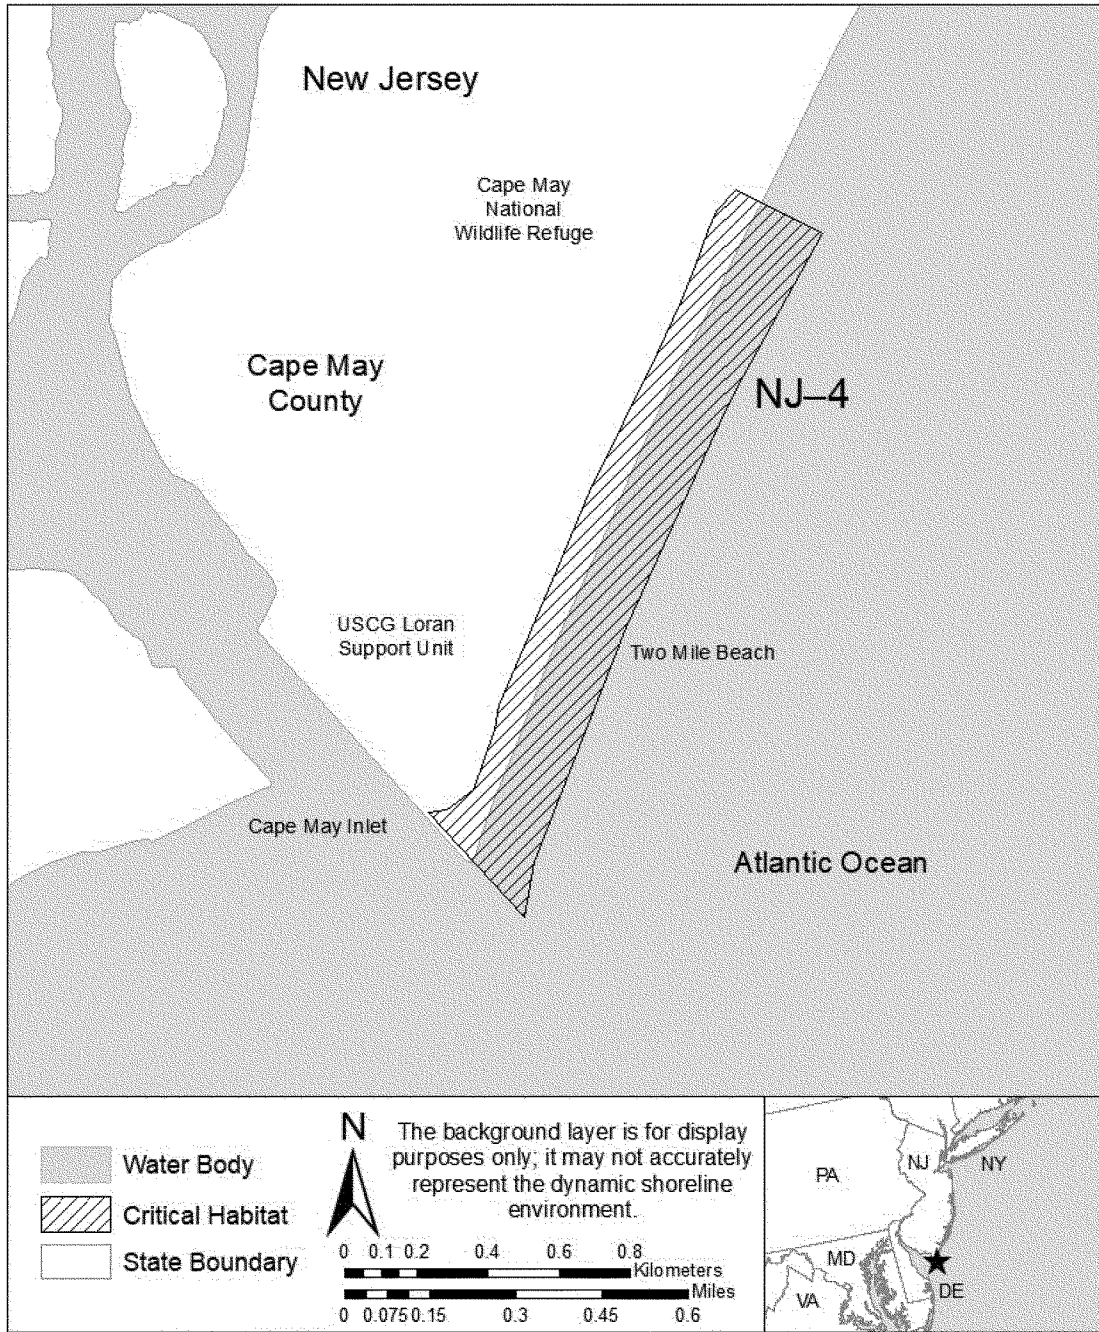 New Jersey
Cape May
National
Wildlife Refuge
Cape May
County
NJ–4
USCG Loran
Support Unit
Two Mile Beach
Cape May Inlet
Atlantic Ocean
Water Body
Critical Habitat
State Boundary
N
The background layer is for display
purposes only; it may not accurately
represent the dynamic shoreline
environment.
0 0.1 0.2 0.4 0.6 0.8
Kilometers
Miles
0 0.075 0.15 0.3 0.45 0.6
PA
NJ
NY
MD
DE
VA